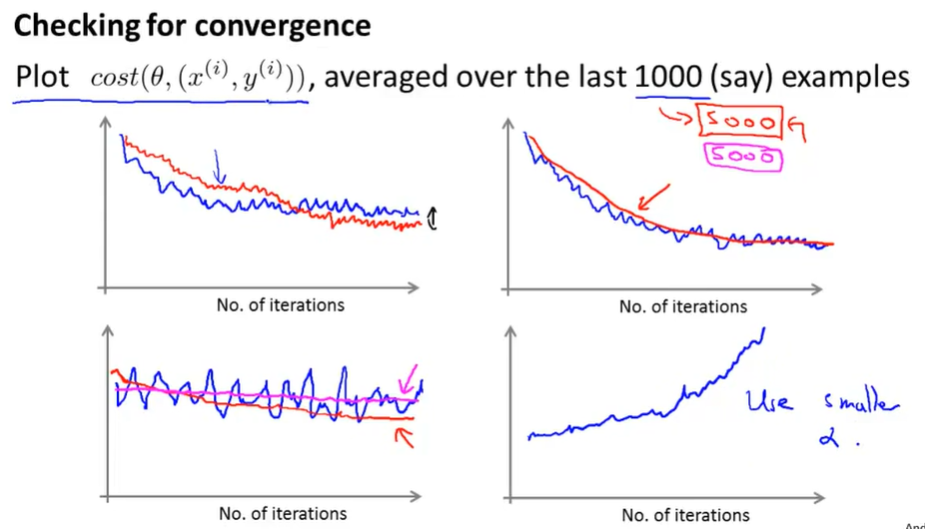 Checking for convergence
Plot cost(θ, (x^{(i)}, y^{(i)})), averaged over the last 1000 (say) examples
5000
5000
No. of iterations
No. of iterations
Use smaller
α.
No. of iterations
No. of iterations